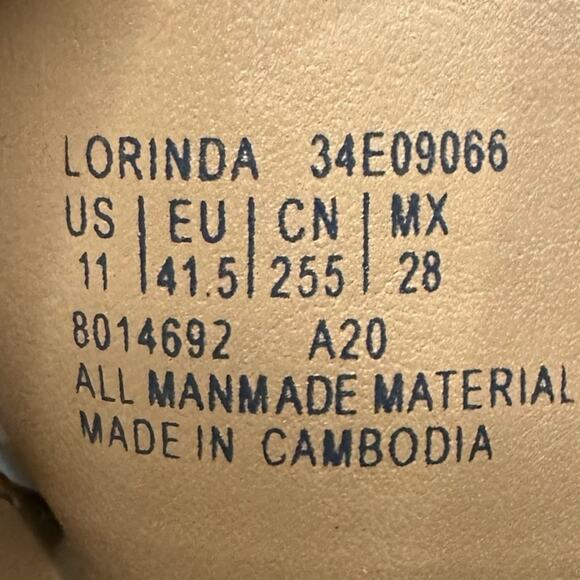 LORINDA 34E09066
US | EU | CN | MX
11 | 41.5 | 255 | 28
8014692 A20
ALL MANMADE MATERIAL
MADE IN CAMBODIA